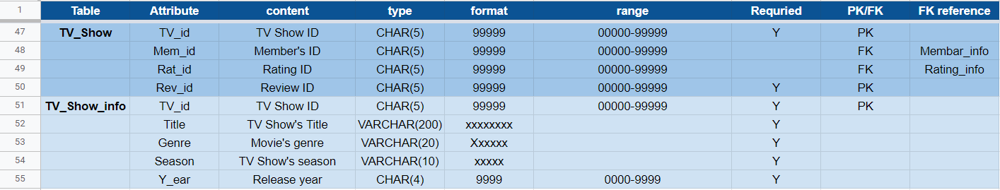 1 Table Attribute content type format range Requried PK/FK FK reference
47 TV_Show TV_id TV Show ID CHAR(5) 99999 00000-99999 Y PK
48 Mem_id Member's ID CHAR(5) 99999 00000-99999 FK Membar_info
49 Rat_id Rating ID CHAR(5) 99999 00000-99999 FK Rating_info
50 Rev_id Review ID CHAR(5) 99999 00000-99999 Y PK
51 TV_Show_info TV_id TV Show ID CHAR(5) 99999 00000-99999 Y PK
52 Title TV Show's Title VARCHAR(200) xxxxxxxx Y
53 Genre Movie's genre VARCHAR(20) Xxxxxx Y
54 Season TV Show's season VARCHAR(10) xxxxx Y
55 Y_ear Release year CHAR(4) 9999 0000-9999 Y